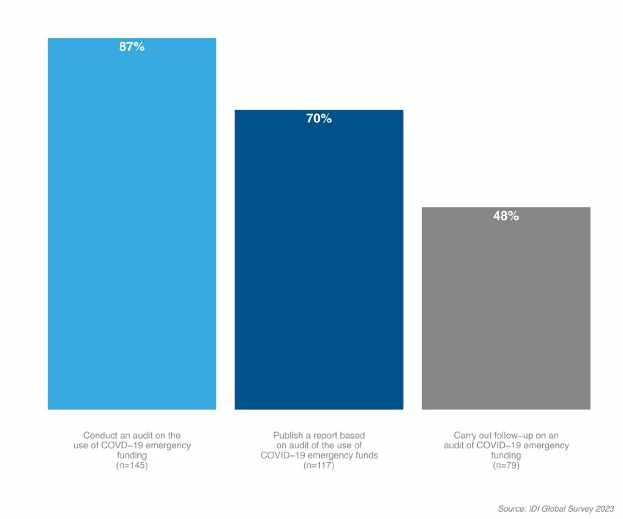 87%
70%
48%
Conduct an audit on the
use of COVD−19 emergency
funding
(n=145)
Publish a report based
on audit of the use of
COVID−19 emergency funds
(n=117)
Carry out follow−up on an
audit of COVID−19 emergency
funding
(n=79)
Source: IDI Global Survey 2023